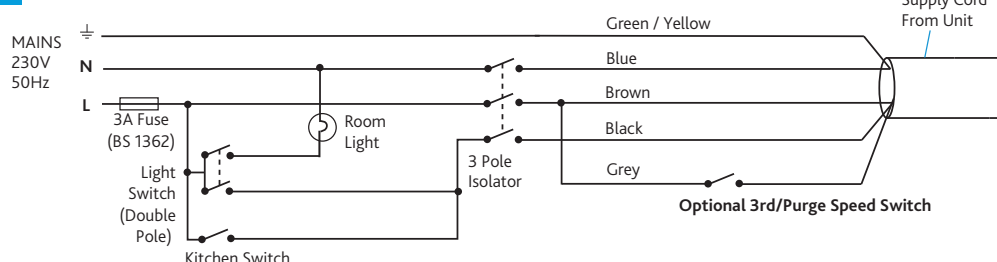 Supply Cord
From Unit
Green / Yellow
MAINS
230V
50Hz
N
Blue
L
Brown
3A Fuse
(BS 1362)
Room
Light
Black
3 Pole
Isolator
Grey
Light
Switch
(Double
Pole)
Optional 3rd/Purge Speed Switch
Kitchen Switch